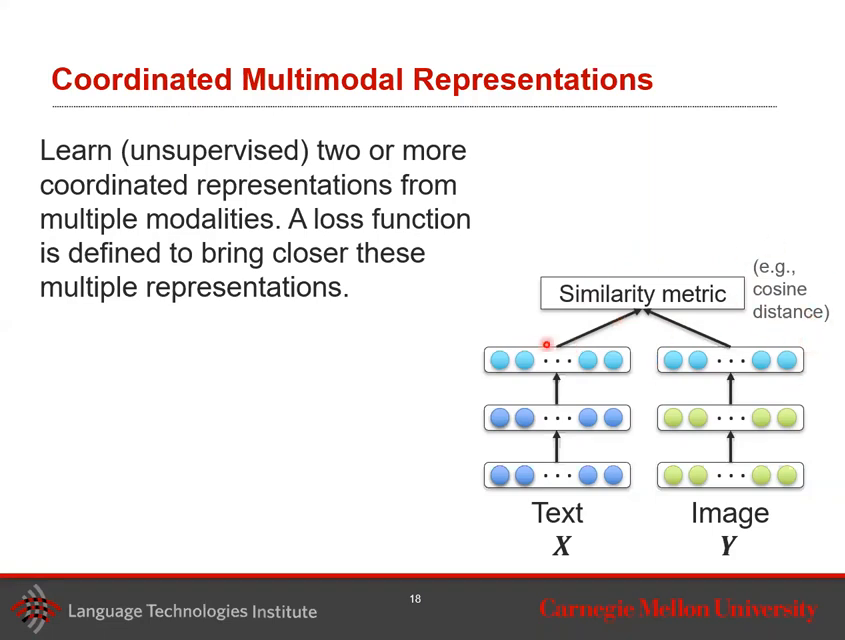 Coordinated Multimodal Representations
Learn (unsupervised) two or more
coordinated representations from
multiple modalities. A loss function
is defined to bring closer these
multiple representations.
Similarity metric
(e.g.,
cosine
distance)
Text
Image
X
Y
18
Language Technologies Institute
Carnegie Mellon University